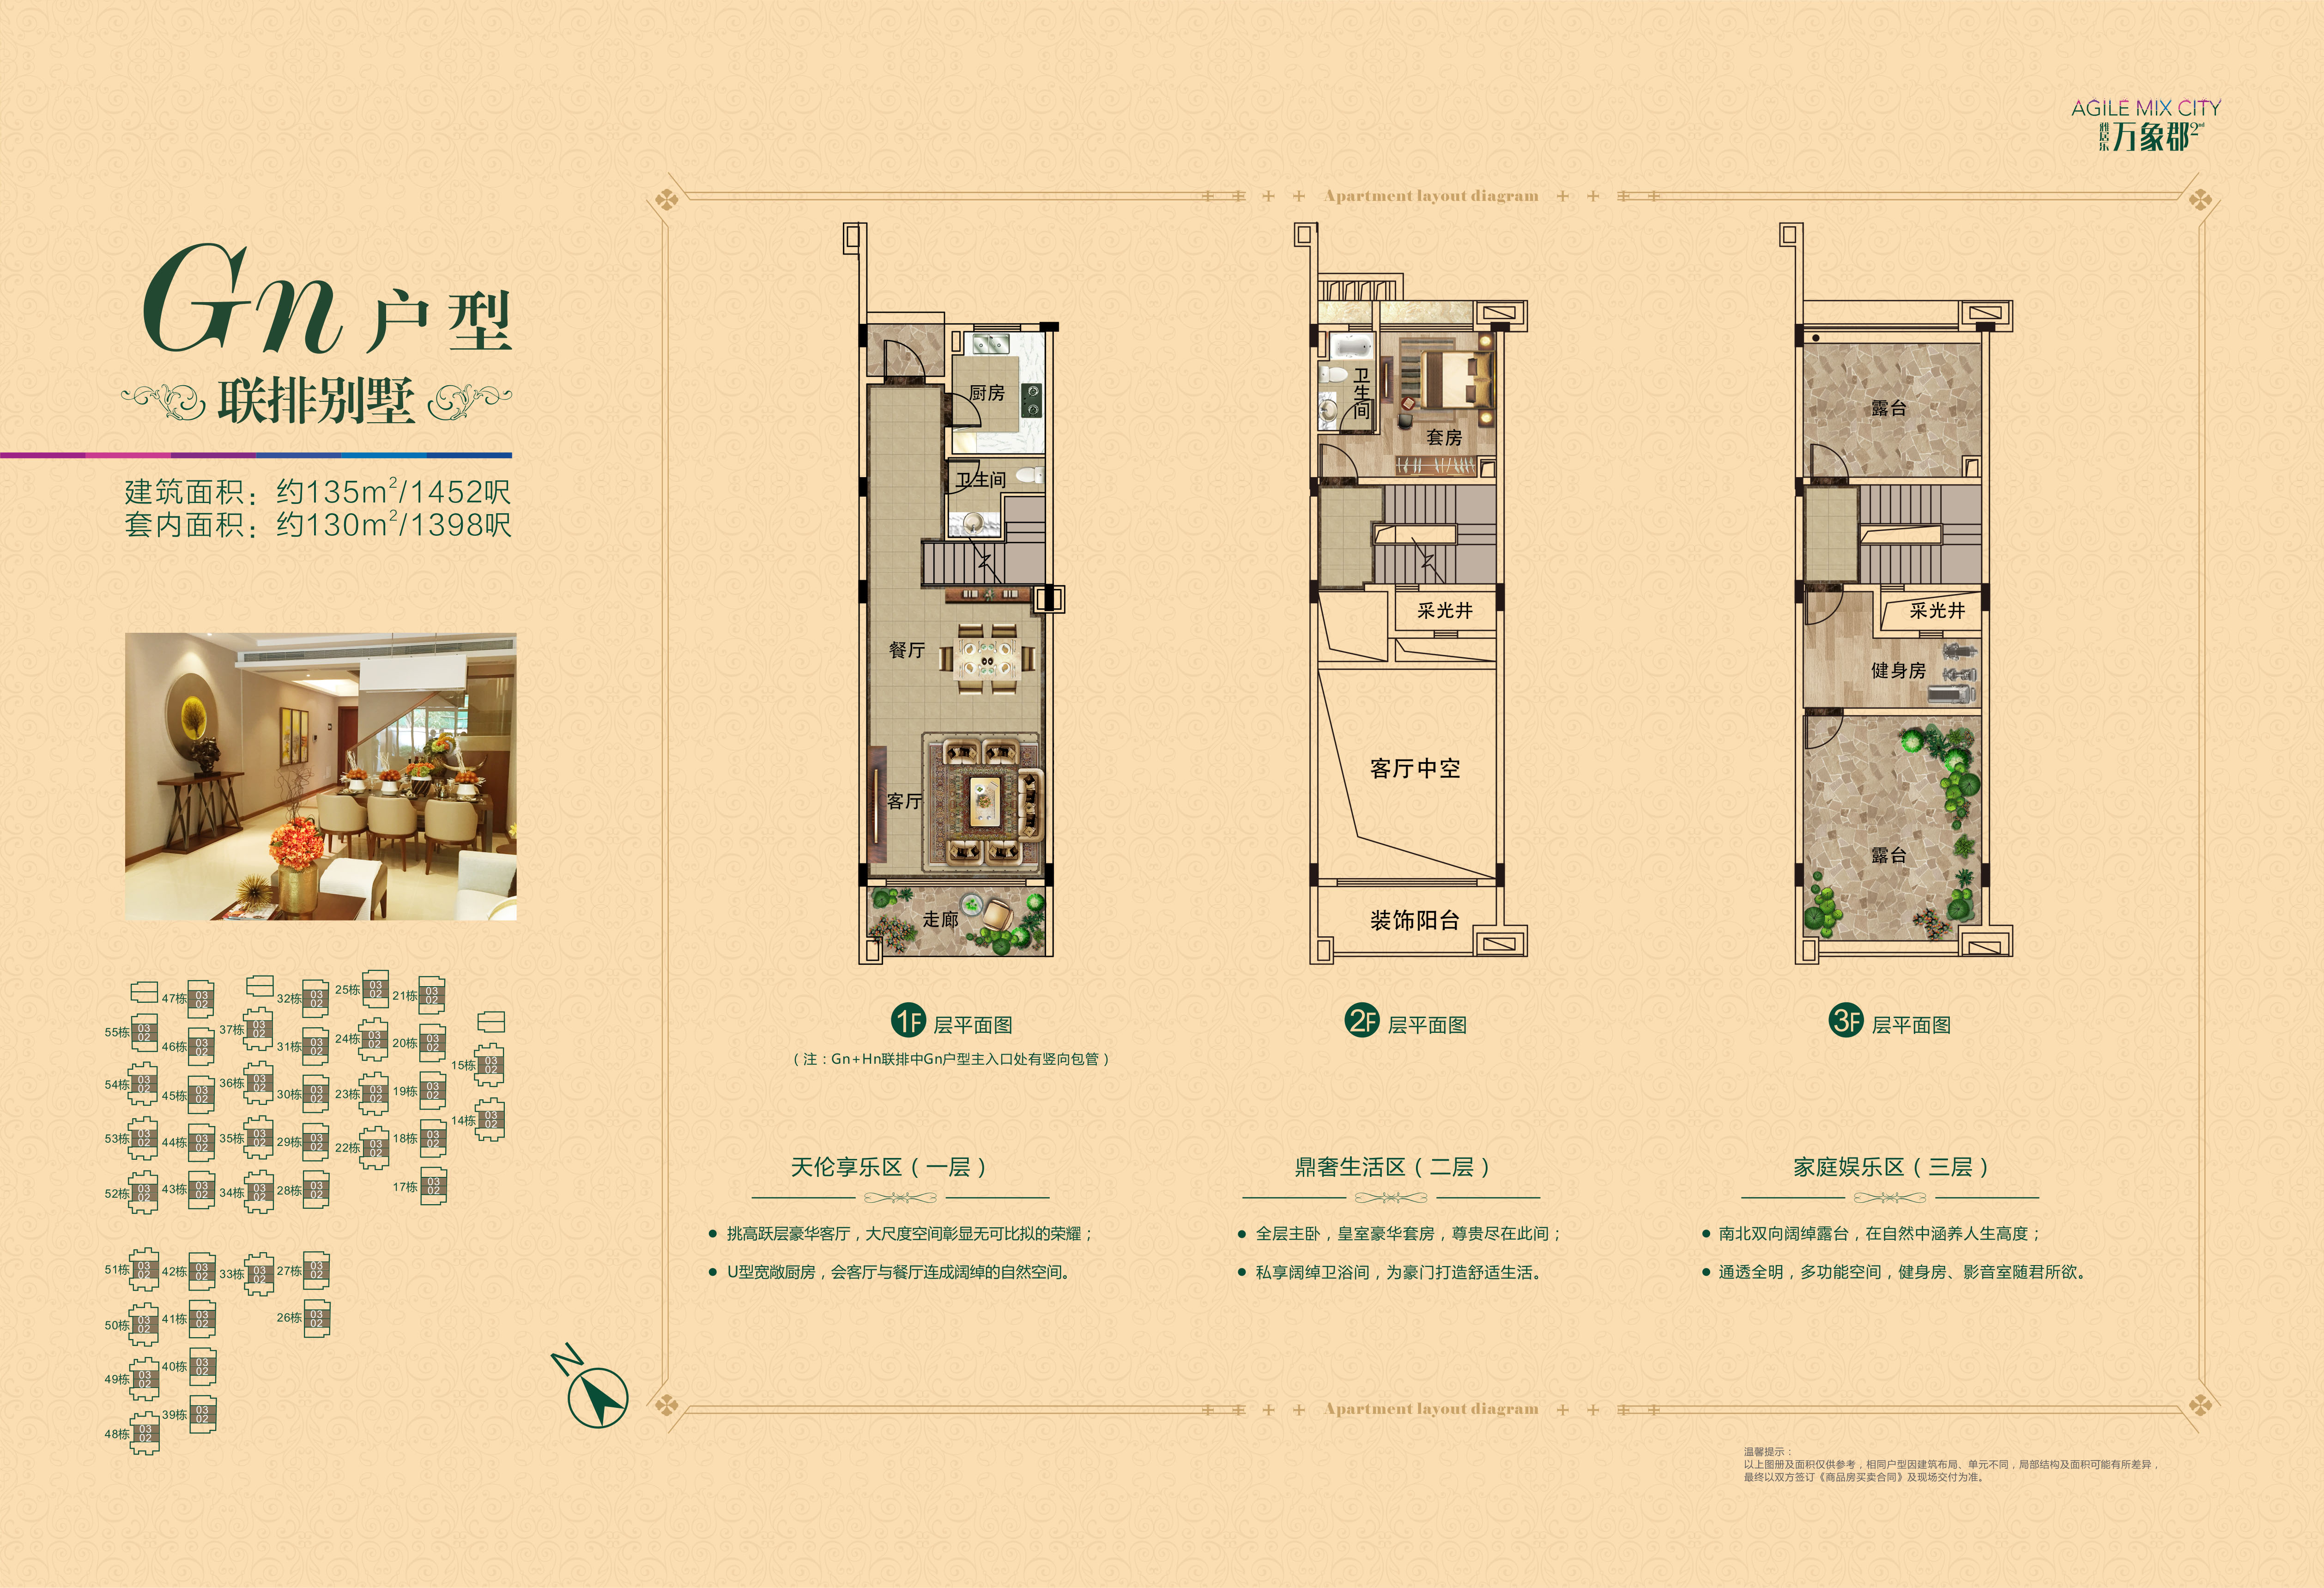 AGILE MIX CITY
雅居乐 万象郡 2nd
Apartment layout diagram
Gn 户型
联排别墅
建筑面积：约135m²/1452呎
套内面积：约130m²/1398呎
厨房
卫生间
餐厅
客厅
走廊
1F 层平面图
（注：Gn+Hn联排中Gn户型主入口处有竖向包管）
卫生间
套房
采光井
客厅中空
装饰阳台
2F 层平面图
露台
采光井
健身房
露台
3F 层平面图
47栋 03 02
32栋 03 02
25栋 03 02
21栋 03 02
55栋 03 02
46栋 03 02
37栋 03 02
31栋 03 02
24栋 03 02
20栋 03 02
15栋 03 02
54栋 03 02
45栋 03 02
36栋 03 02
30栋 03 02
23栋 03 02
19栋 03 02
14栋 03 02
53栋 03 02
44栋 03 02
35栋 03 02
29栋 03 02
22栋 03 02
18栋 03 02
52栋 03 02
43栋 03 02
34栋 03 02
28栋 03 02
17栋 03 02
51栋 03 02
42栋 03 02
33栋 03 02
27栋 03 02
50栋 03 02
41栋 03 02
26栋 03 02
49栋 03 02
40栋 03 02
48栋 03 02
39栋 03 02
N
天伦享乐区（一层）
● 挑高跃层豪华客厅，大尺度空间彰显无可比拟的荣耀；
● U型宽敞厨房，会客厅与餐厅连成阔绰的自然空间。
鼎奢生活区（二层）
● 全层主卧，皇室豪华套房，尊贵尽在此间；
● 私享阔绰卫浴间，为豪门打造舒适生活。
家庭娱乐区（三层）
● 南北双向阔绰露台，在自然中涵养人生高度；
● 通透全明，多功能空间，健身房、影音室随君所欲。
Apartment layout diagram
温馨提示：
以上图册及面积仅供参考，相同户型因建筑布局、单元不同，局部结构及面积可能有所差异，
最终以双方签订《商品房买卖合同》及现场交付为准。